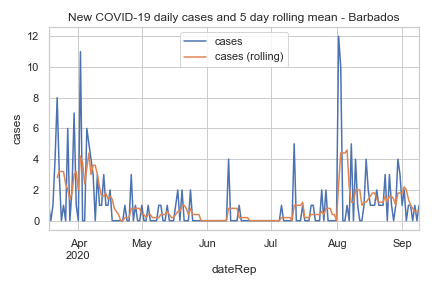 New COVID-19 daily cases and 5 day rolling mean - Barbados
cases
cases (rolling)
12
10
8
6
4
2
0
cases
Apr
2020
May
Jun
Jul
Aug
Sep
dateRep